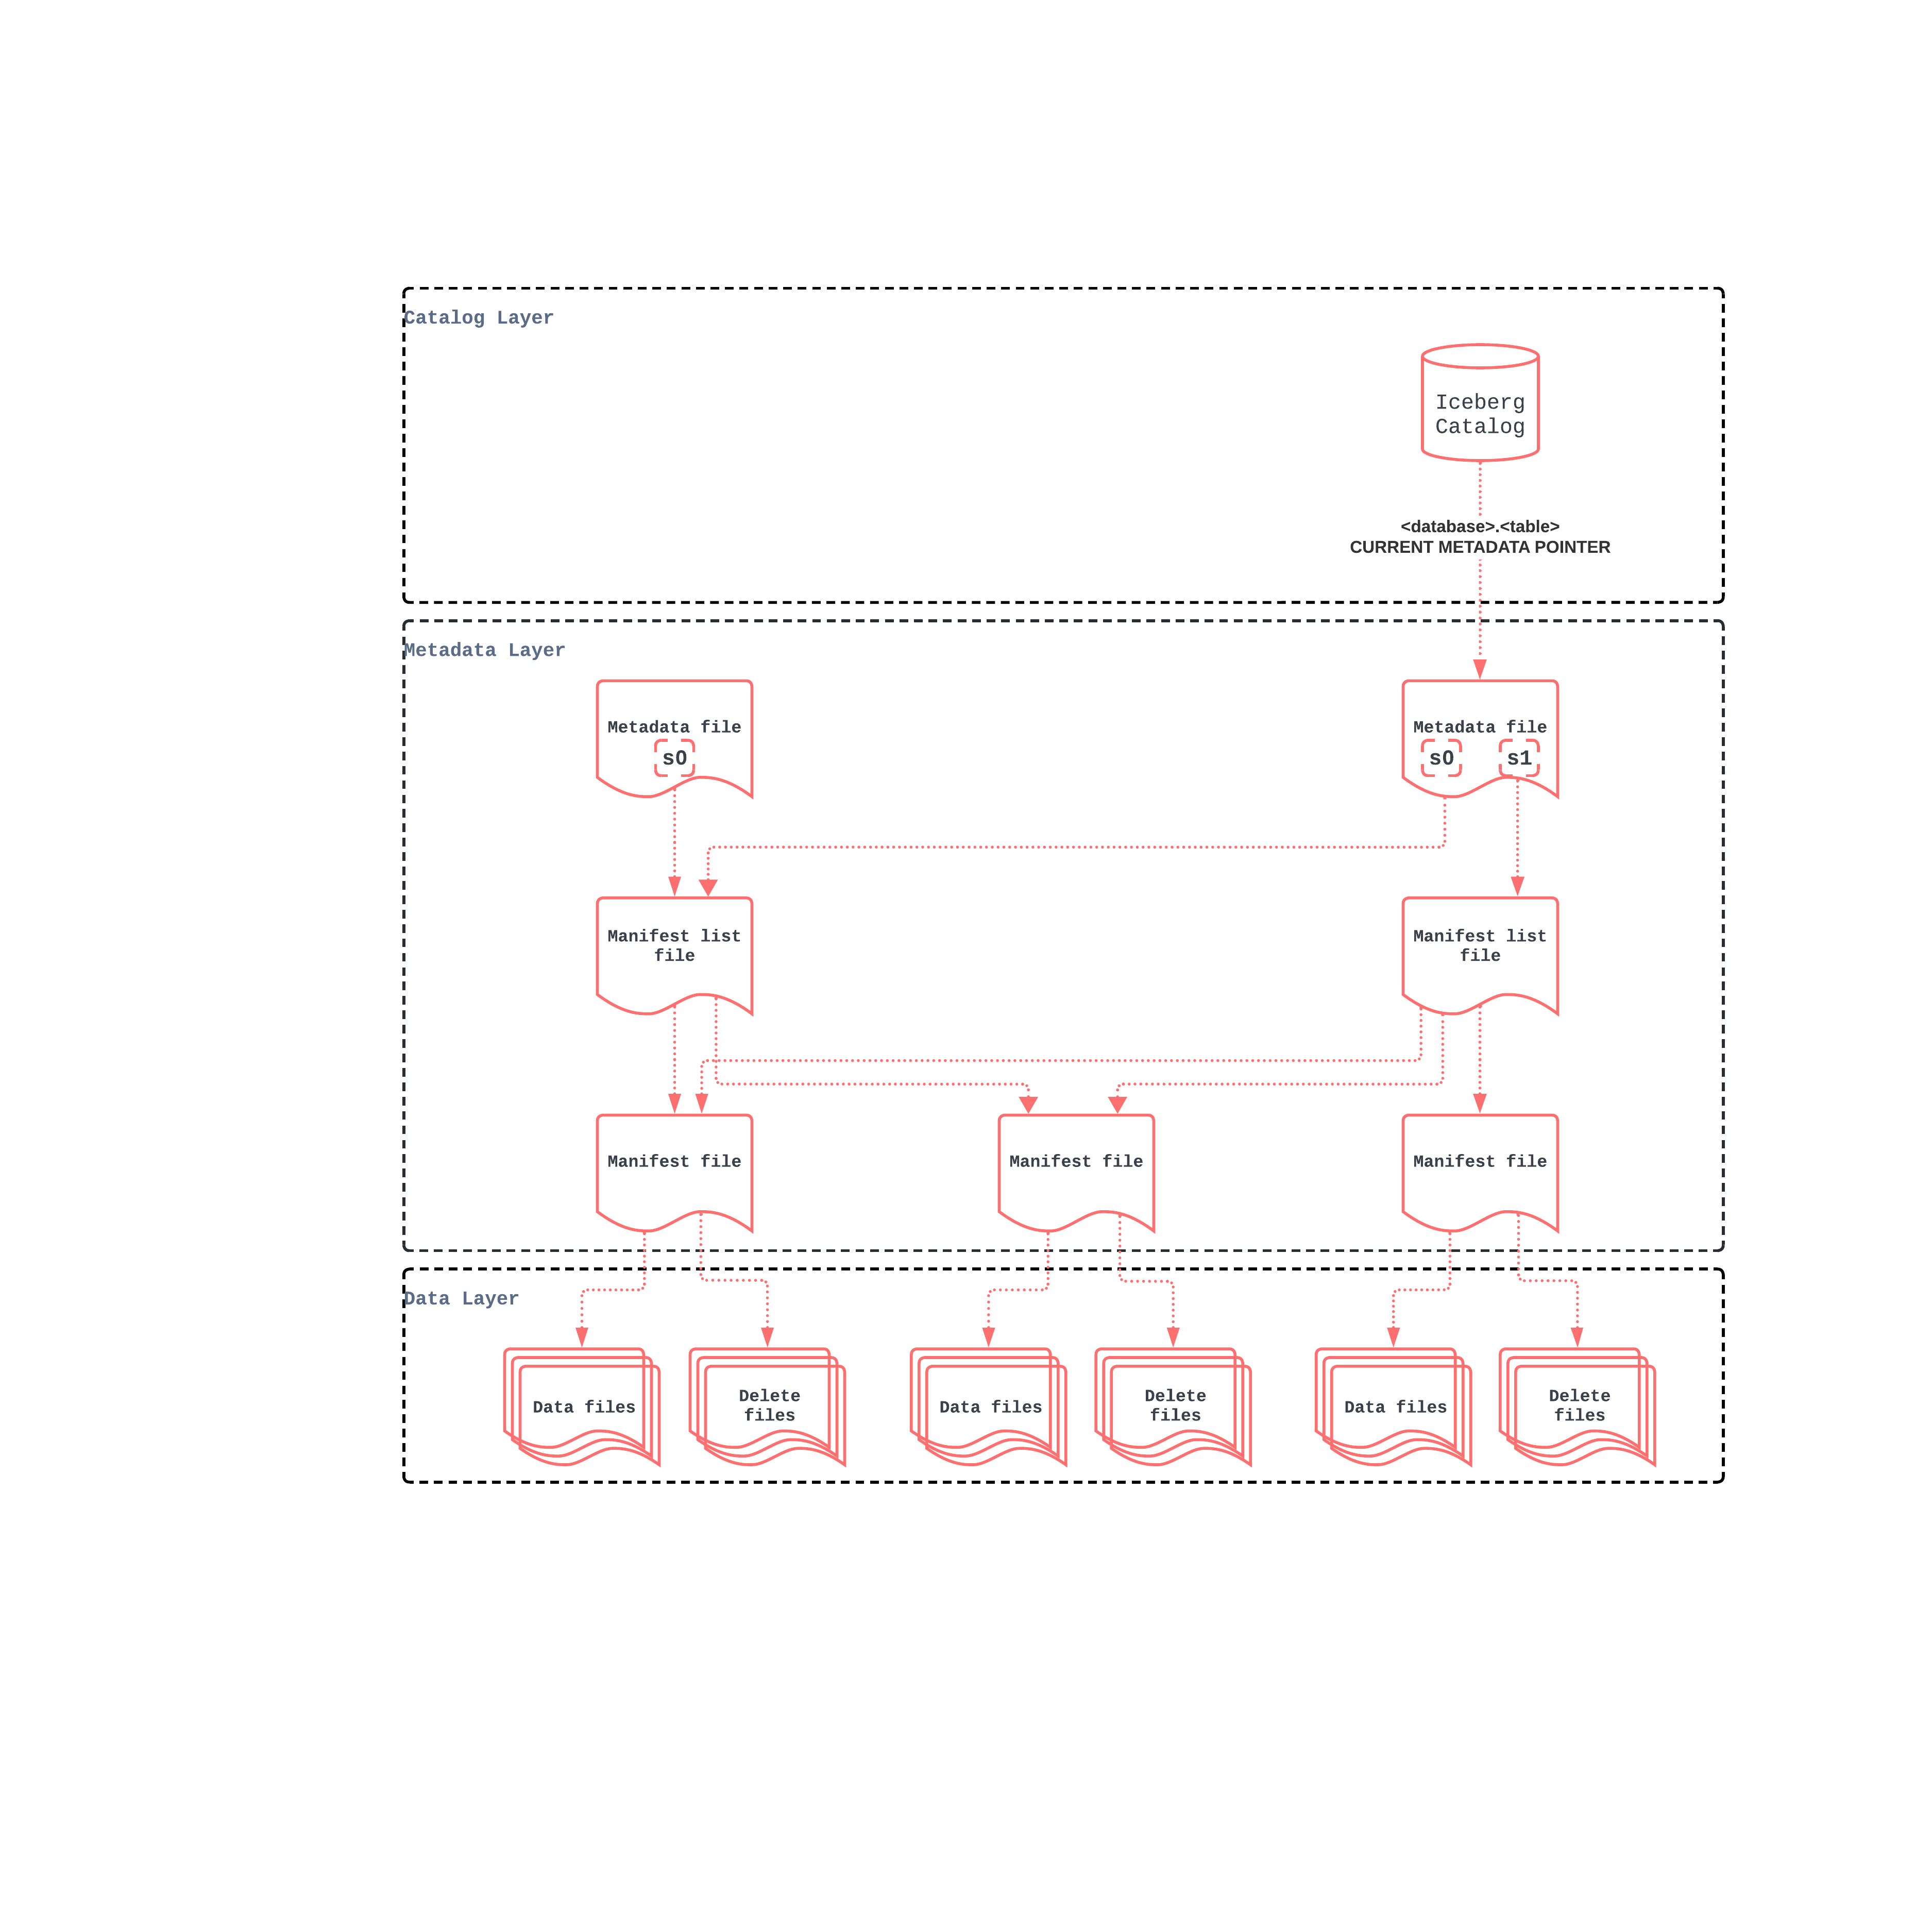 Catalog Layer
Iceberg
Catalog
<database>.<table>
CURRENT METADATA POINTER
Metadata Layer
Metadata file
s0
Metadata file
s0 s1
Manifest list
file
Manifest list
file
Manifest file
Manifest file
Manifest file
Data Layer
Data files
Delete
files
Data files
Delete
files
Data files
Delete
files